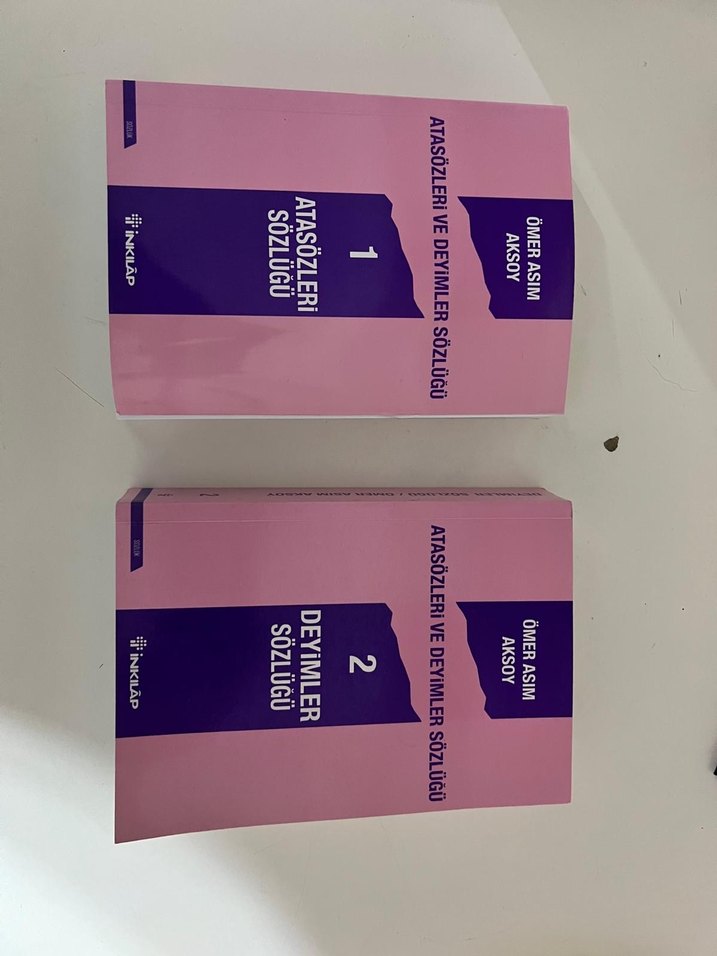 ÖMER ASIM
AKSOY
ATASÖZLERİ VE DEYİMLER SÖZLÜĞÜ
1
ATASÖZLERİ
SÖZLÜĞÜ
İNKILÂP
SÖZLÜK
ÖMER ASIM
AKSOY
ATASÖZLERİ VE DEYİMLER SÖZLÜĞÜ
2
DEYİMLER
SÖZLÜĞÜ
İNKILÂP
SÖZLÜK
DEYİMLER SÖZLÜĞÜ / ÖMER ASIM AKSOY
2